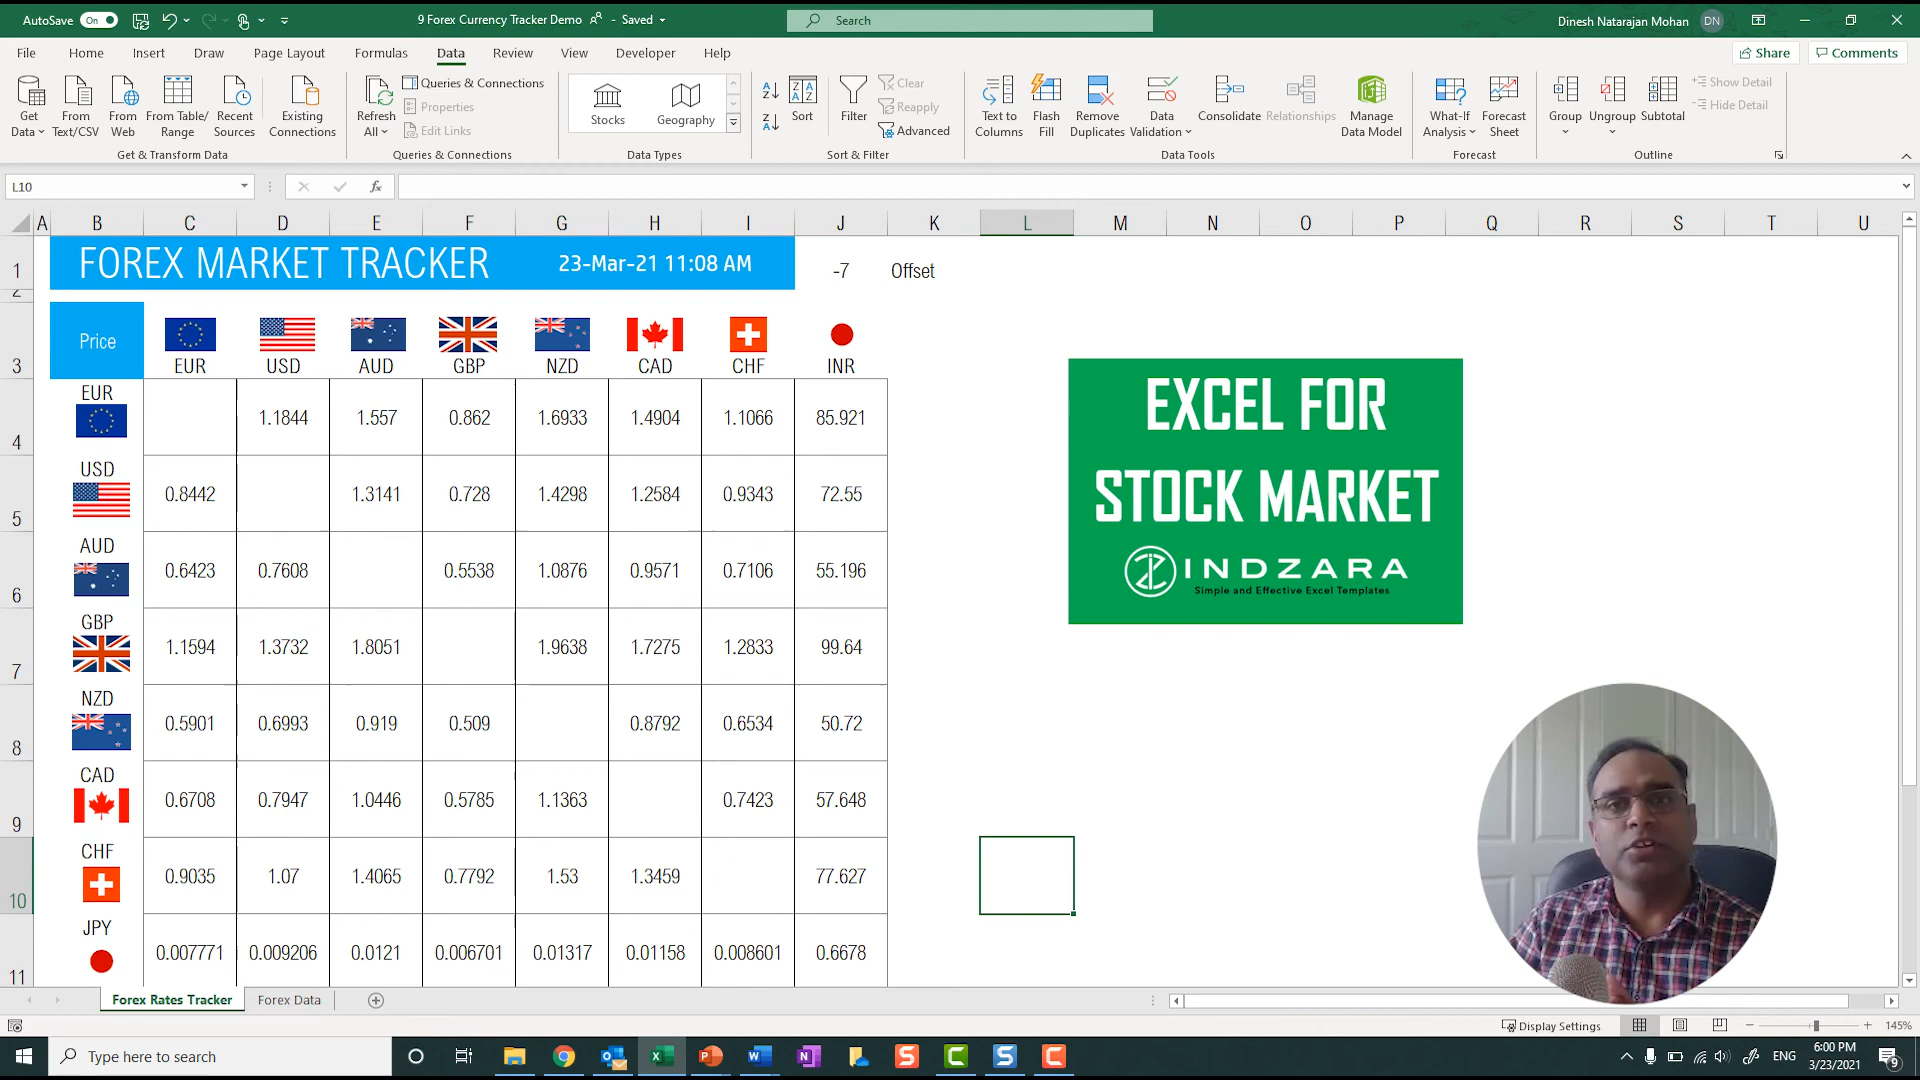 AutoSave On
9 Forex Currency Tracker Demo - Saved
Search
Dinesh Natarajan Mohan DN
File Home Insert Draw Page Layout Formulas Data Review View Developer Help
Share Comments
Get Data
From Text/CSV
From Web
From Table/ Range
Recent Sources
Existing Connections
Get & Transform Data
Refresh All
Queries & Connections
Properties
Edit Links
Queries & Connections
Stocks
Geography
Data Types
Sort
Filter
Clear
Reapply
Advanced
Sort & Filter
Text to Columns
Flash Fill
Remove Duplicates
Data Validation
Consolidate
Relationships
Manage Data Model
Data Tools
What-If Analysis
Forecast Sheet
Forecast
Group
Ungroup
Subtotal
Show Detail
Hide Detail
Outline
L10
fx
A B C D E F G H I J K L M N O P Q R S T U
1 FOREX MARKET TRACKER 23-Mar-21 11:08 AM -7 Offset
2
3 Price EUR USD AUD GBP NZD CAD CHF INR
4 EUR 1.1844 1.557 0.862 1.6933 1.4904 1.1066 85.921
5 USD 0.8442 1.3141 0.728 1.4298 1.2584 0.9343 72.55
6 AUD 0.6423 0.7608 0.5538 1.0876 0.9571 0.7106 55.196
7 GBP 1.1594 1.3732 1.8051 1.9638 1.7275 1.2833 99.64
8 NZD 0.5901 0.6993 0.919 0.509 0.8792 0.6534 50.72
9 CAD 0.6708 0.7947 1.0446 0.5785 1.1363 0.7423 57.648
10 CHF 0.9035 1.07 1.4065 0.7792 1.53 1.3459 77.627
11 JPY 0.007771 0.009206 0.0121 0.006701 0.01317 0.01158 0.008601 0.6678
EXCEL FOR
STOCK MARKET
INDZARA
Simple and Effective Excel Templates
Forex Rates Tracker Forex Data
Display Settings 145%
Type here to search
ENG
6:00 PM
3/23/2021
9